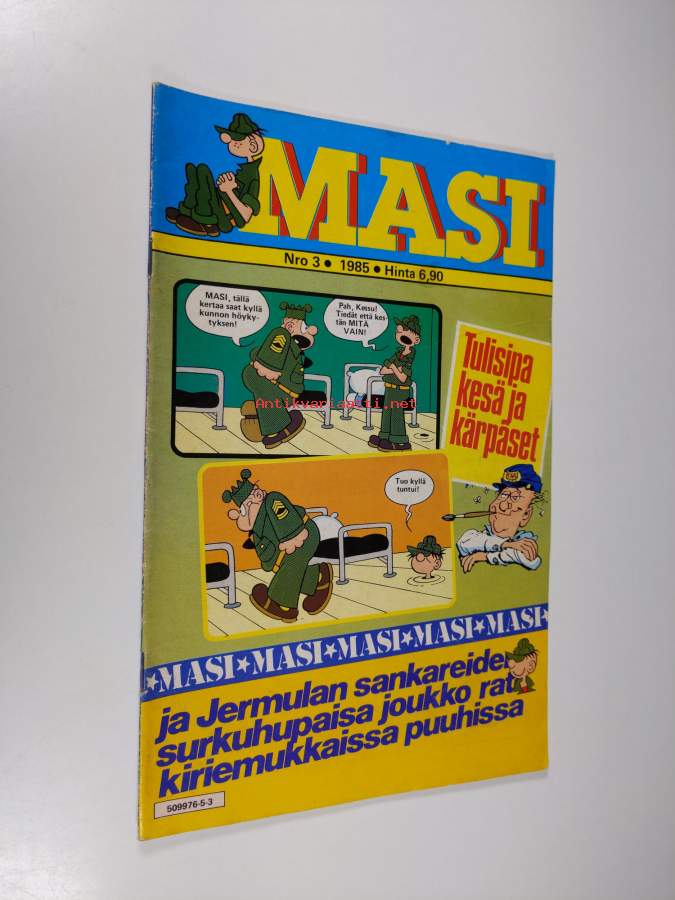 MASI
Nro 3 • 1985 • Hinta 6,90
MASI, tällä
kertaa saat kyllä
kunnon höyky-
tyksen!
Pah, Kessu!
Tiedät että kes-
tän MITÄ
VAIN!
Antikvariaatti.net
Tulisipa
kesä ja
kärpäset
Tuo kyllä
tuntui!
★MASI★MASI★MASI★MASI★MASI
ja Jermulan sankareiden
surkuhupaisa joukko rat
kiriemukkaissa puuhissa
509976-5-3